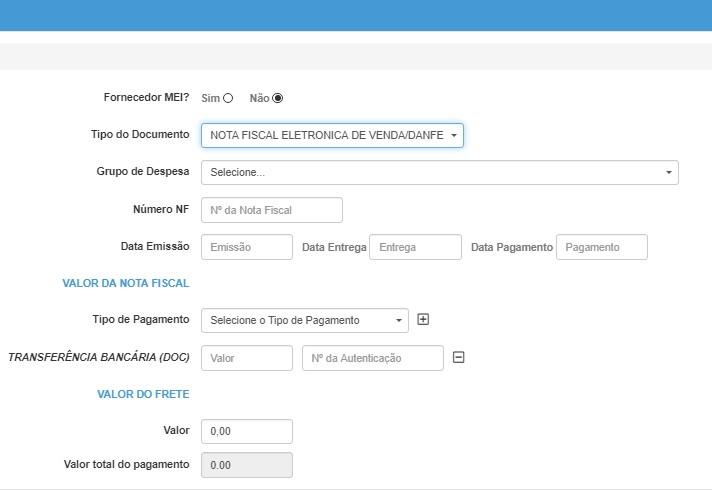 Fornecedor MEI? Sim Não
Tipo do Documento NOTA FISCAL ELETRONICA DE VENDA/DANFE
Grupo de Despesa Selecione...
Número NF Nº da Nota Fiscal
Data Emissão Emissão Data Entrega Entrega Data Pagamento Pagamento
VALOR DA NOTA FISCAL
Tipo de Pagamento Selecione o Tipo de Pagamento
TRANSFERÊNCIA BANCÁRIA (DOC) Valor Nº da Autenticação
VALOR DO FRETE
Valor 0,00
Valor total do pagamento 0.00